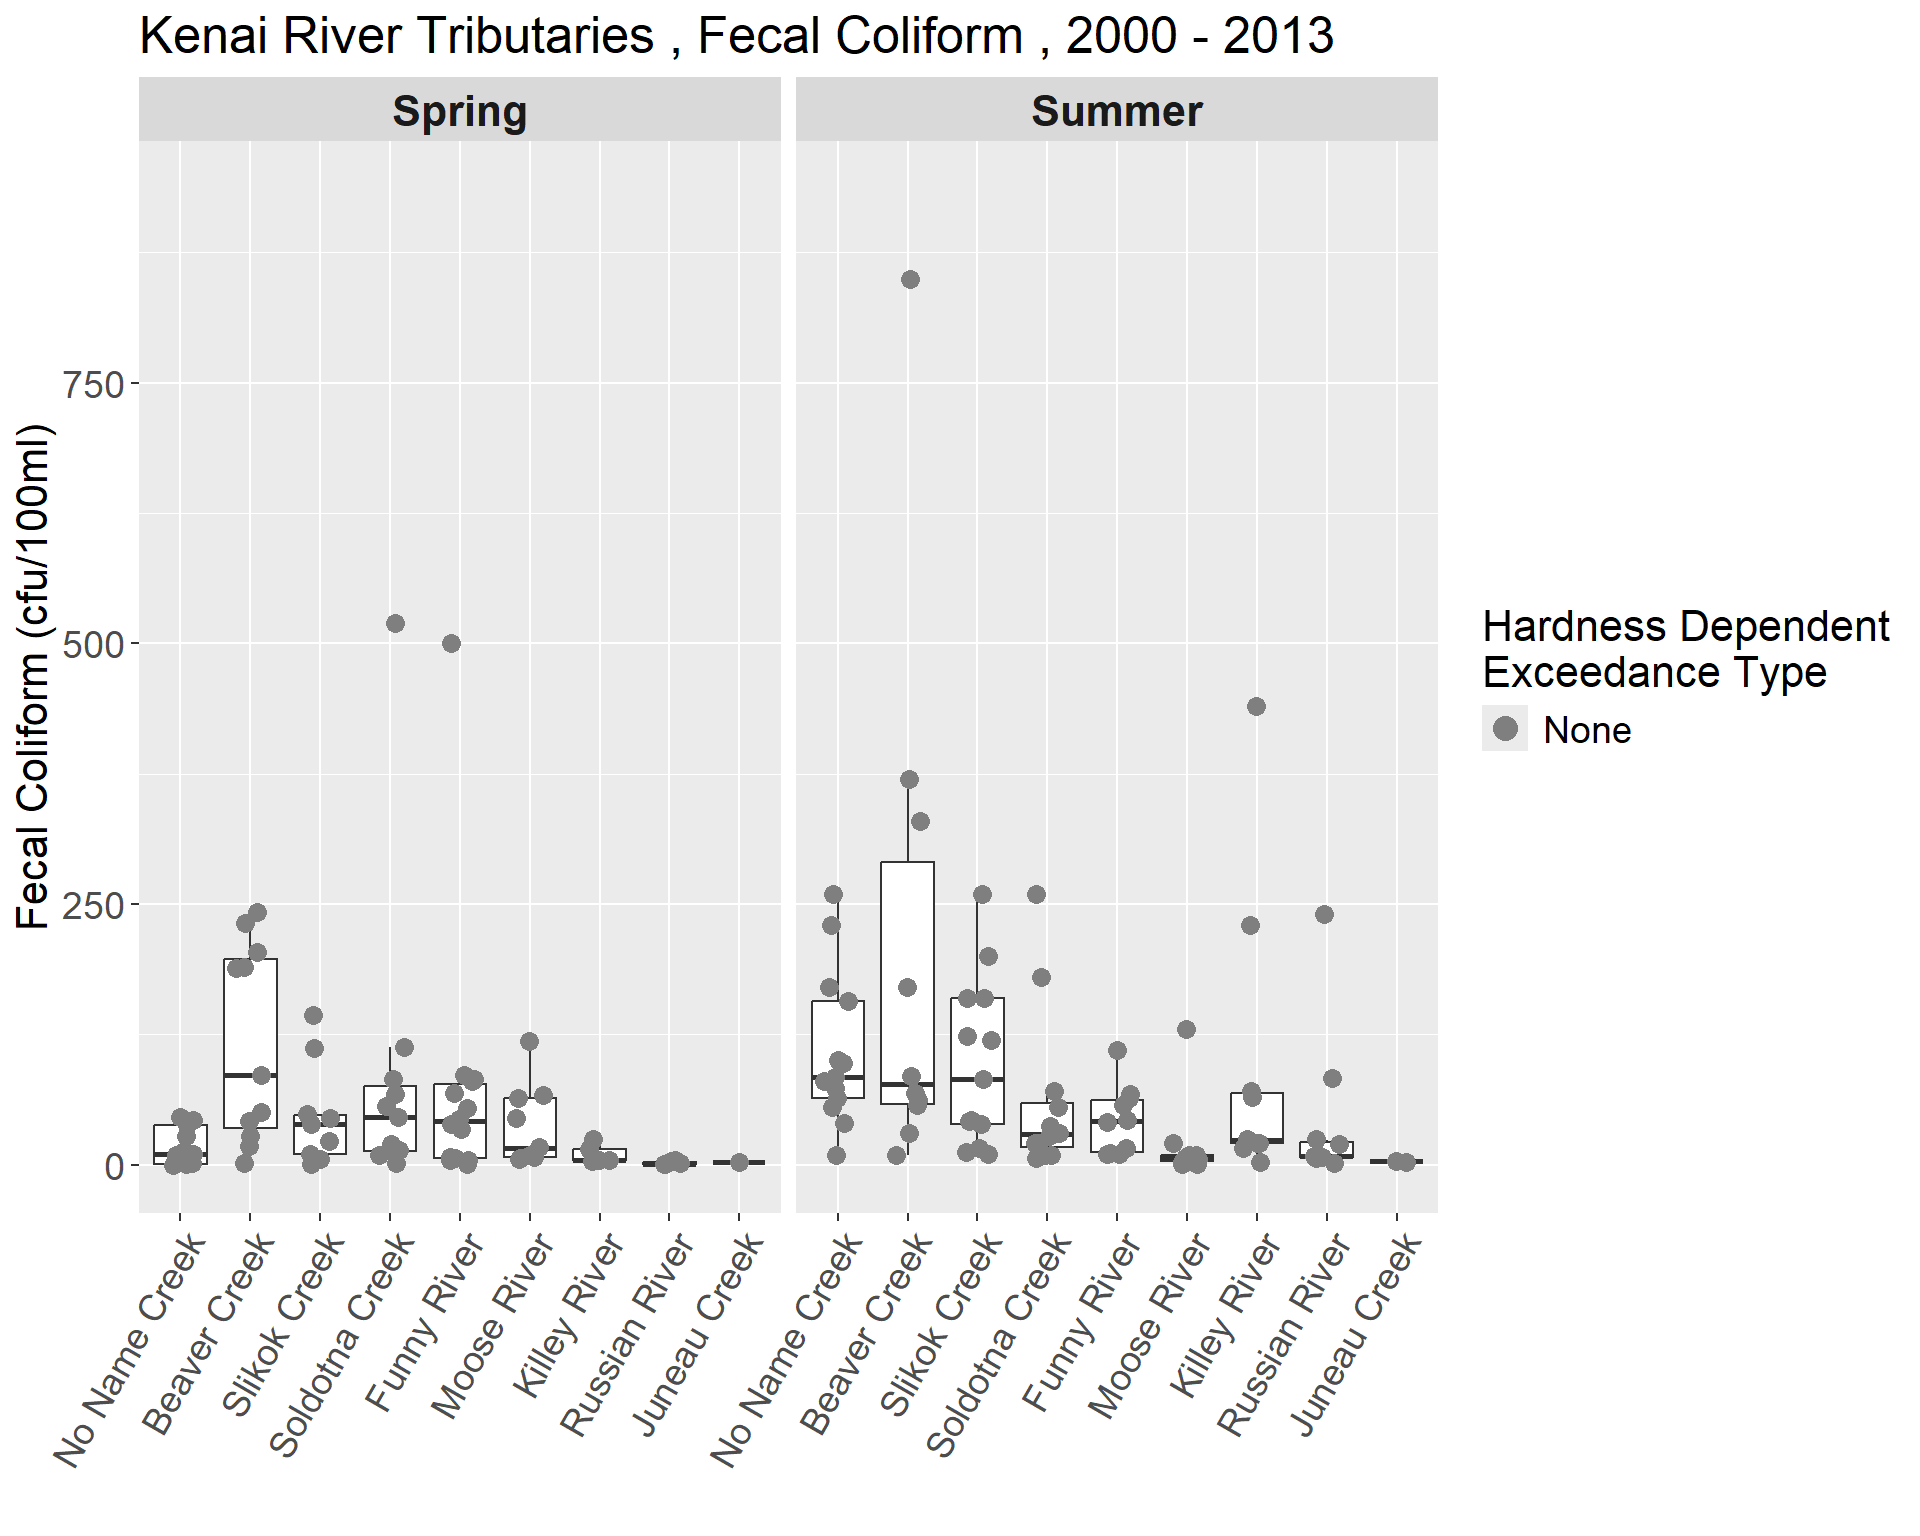 Kenai River Tributaries , Fecal Coliform , 2000 - 2013
Spring
Summer
Fecal Coliform (cfu/100ml)
750
500
250
0
No Name Creek
Beaver Creek
Slikok Creek
Soldotna Creek
Funny River
Moose River
Killey River
Russian River
Juneau Creek
No Name Creek
Beaver Creek
Slikok Creek
Soldotna Creek
Funny River
Moose River
Killey River
Russian River
Juneau Creek
Hardness Dependent
Exceedance Type
None